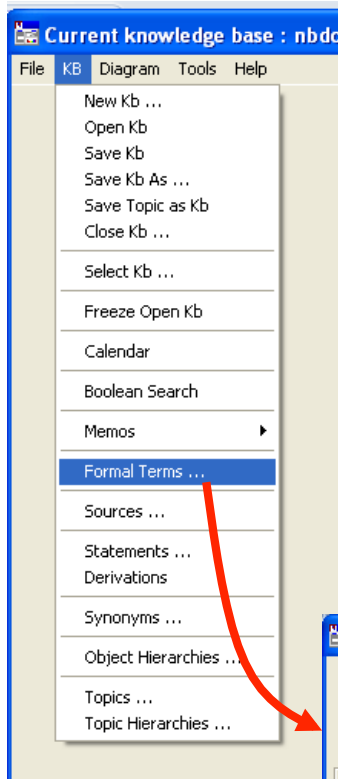 Current knowledge base : nbdo
File KB Diagram Tools Help
New Kb ...
Open Kb
Save Kb
Save Kb As ...
Save Topic as Kb
Close Kb ...
Select Kb ...
Freeze Open Kb
Calendar
Boolean Search
Memos
Formal Terms ...
Sources ...
Statements ...
Derivations
Synonyms ...
Object Hierarchies ...
Topics ...
Topic Hierarchies ...